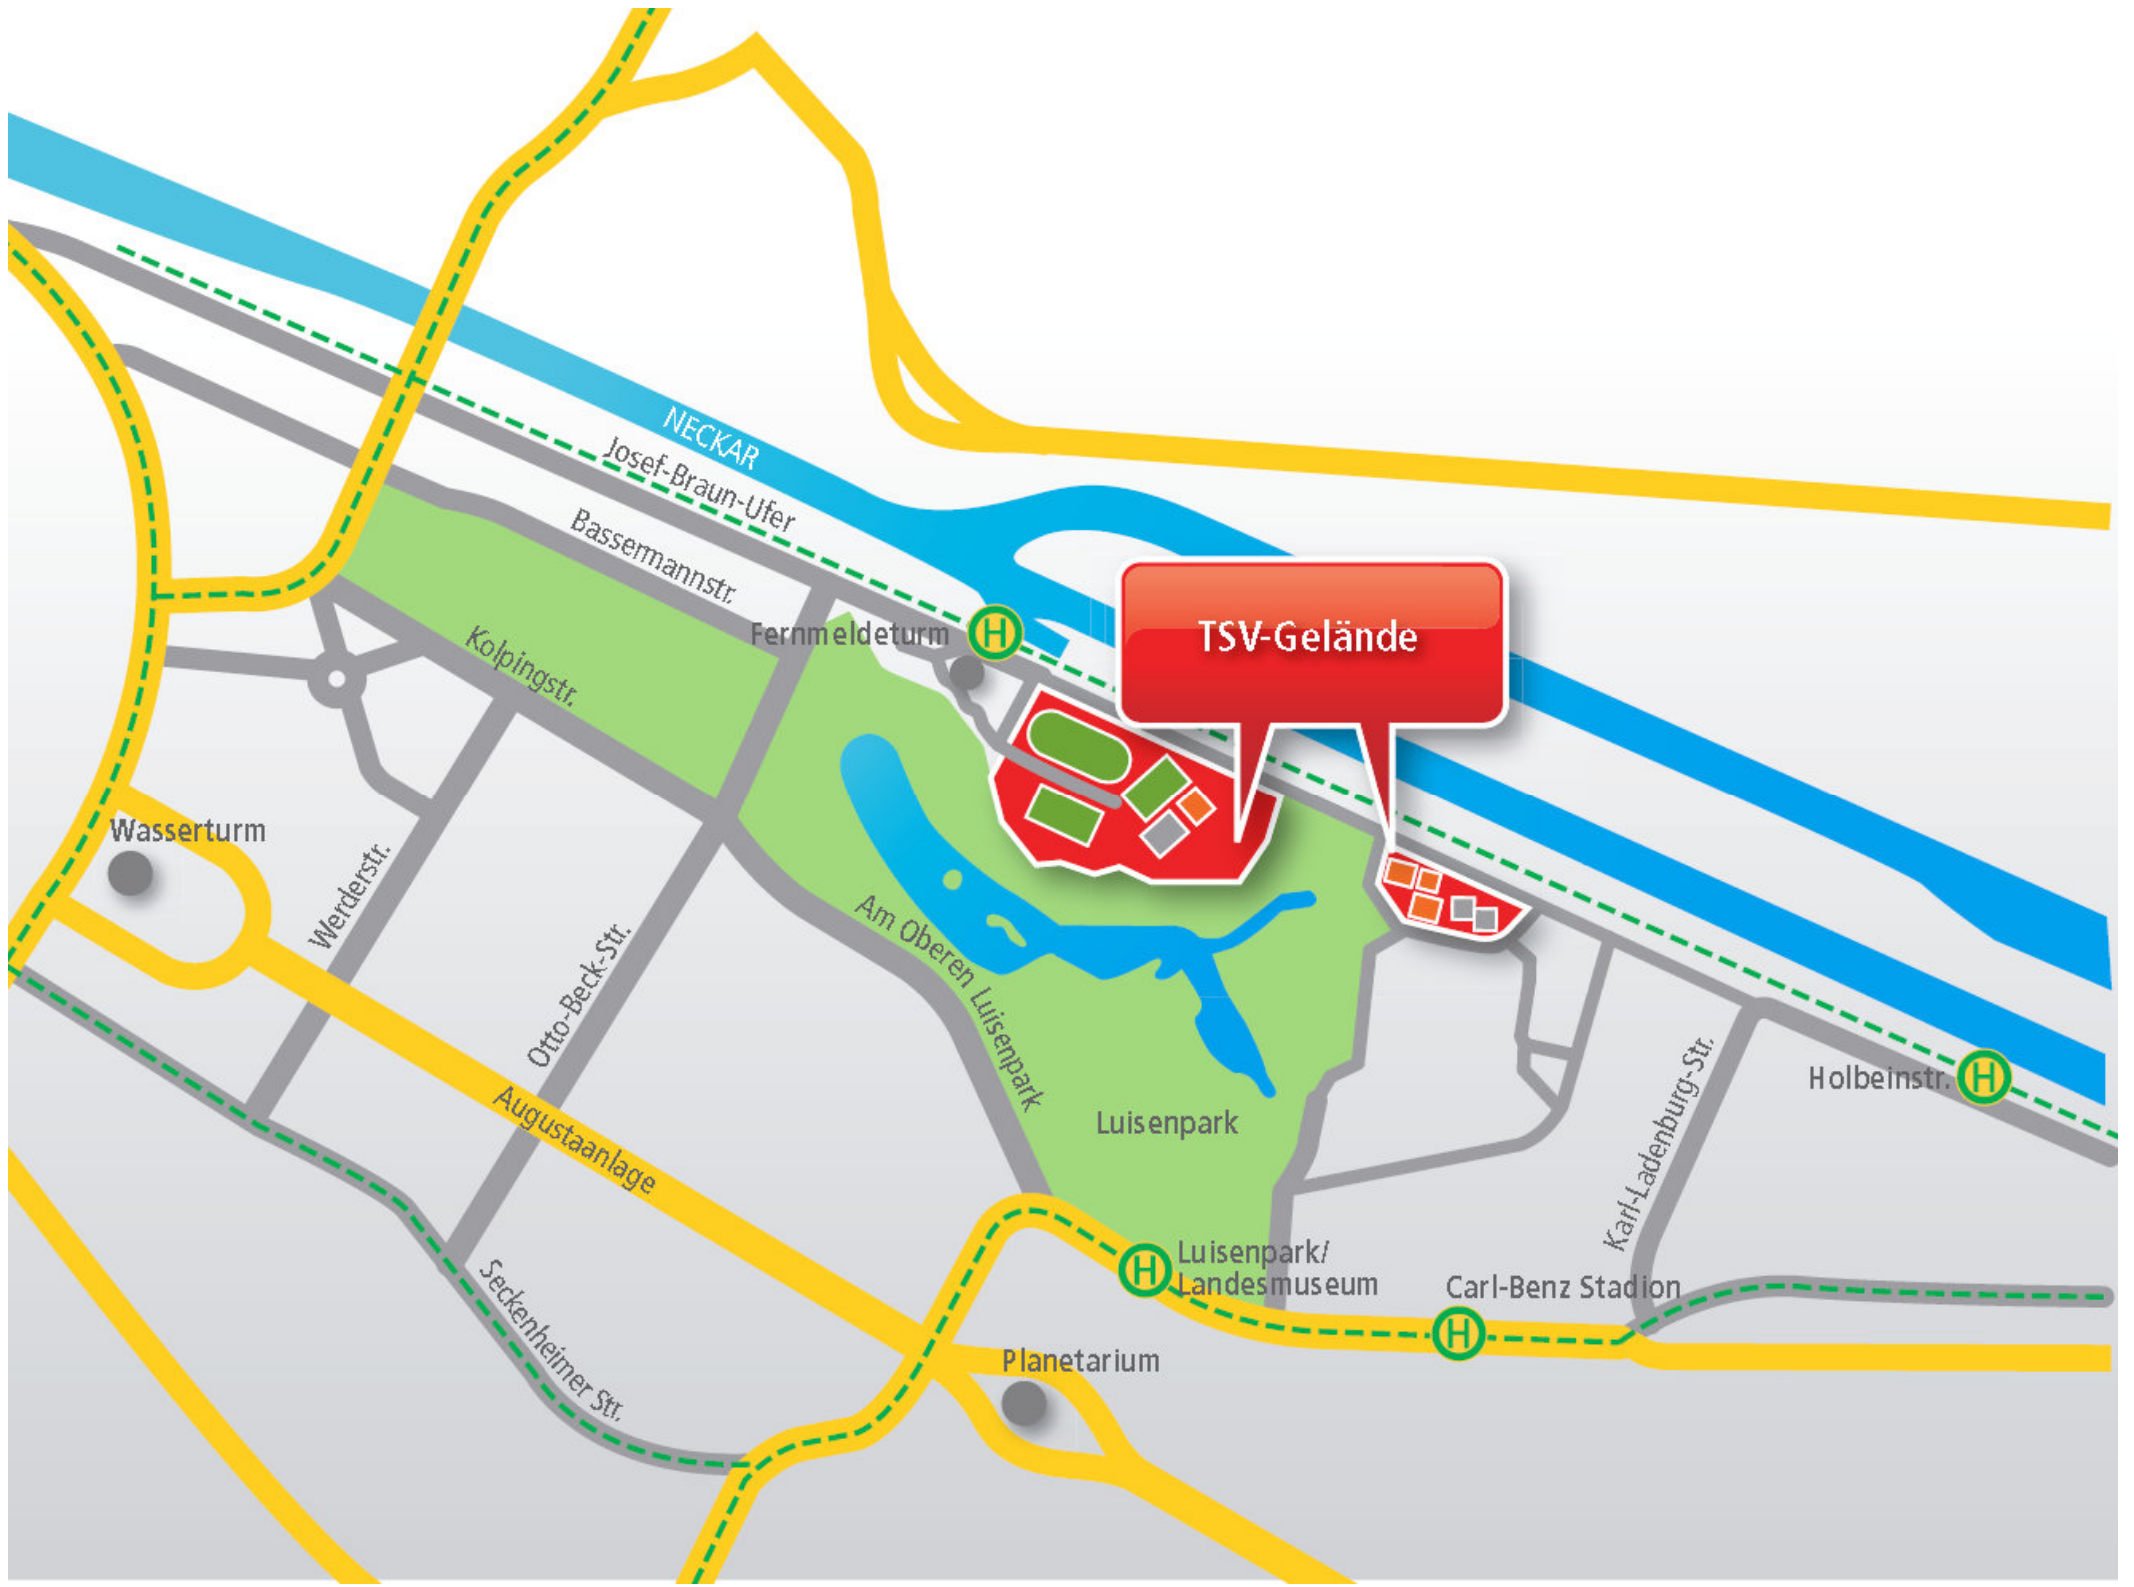 NECKAR
Josef-Braun-Ufer
Bassermannstr.
Fernmeldeturm
H
TSV-Gelände
Kolpingstr.
Wasserturm
Werderstr.
Otto-Beck-Str.
Am Oberen Luisenpark
Augustaanlage
Luisenpark
Karl-Ladenburg-Str.
Holbeinstr.
H
H
Luisenpark/
Landesmuseum
Carl-Benz Stadion
H
Seckenheimer Str.
Planetarium